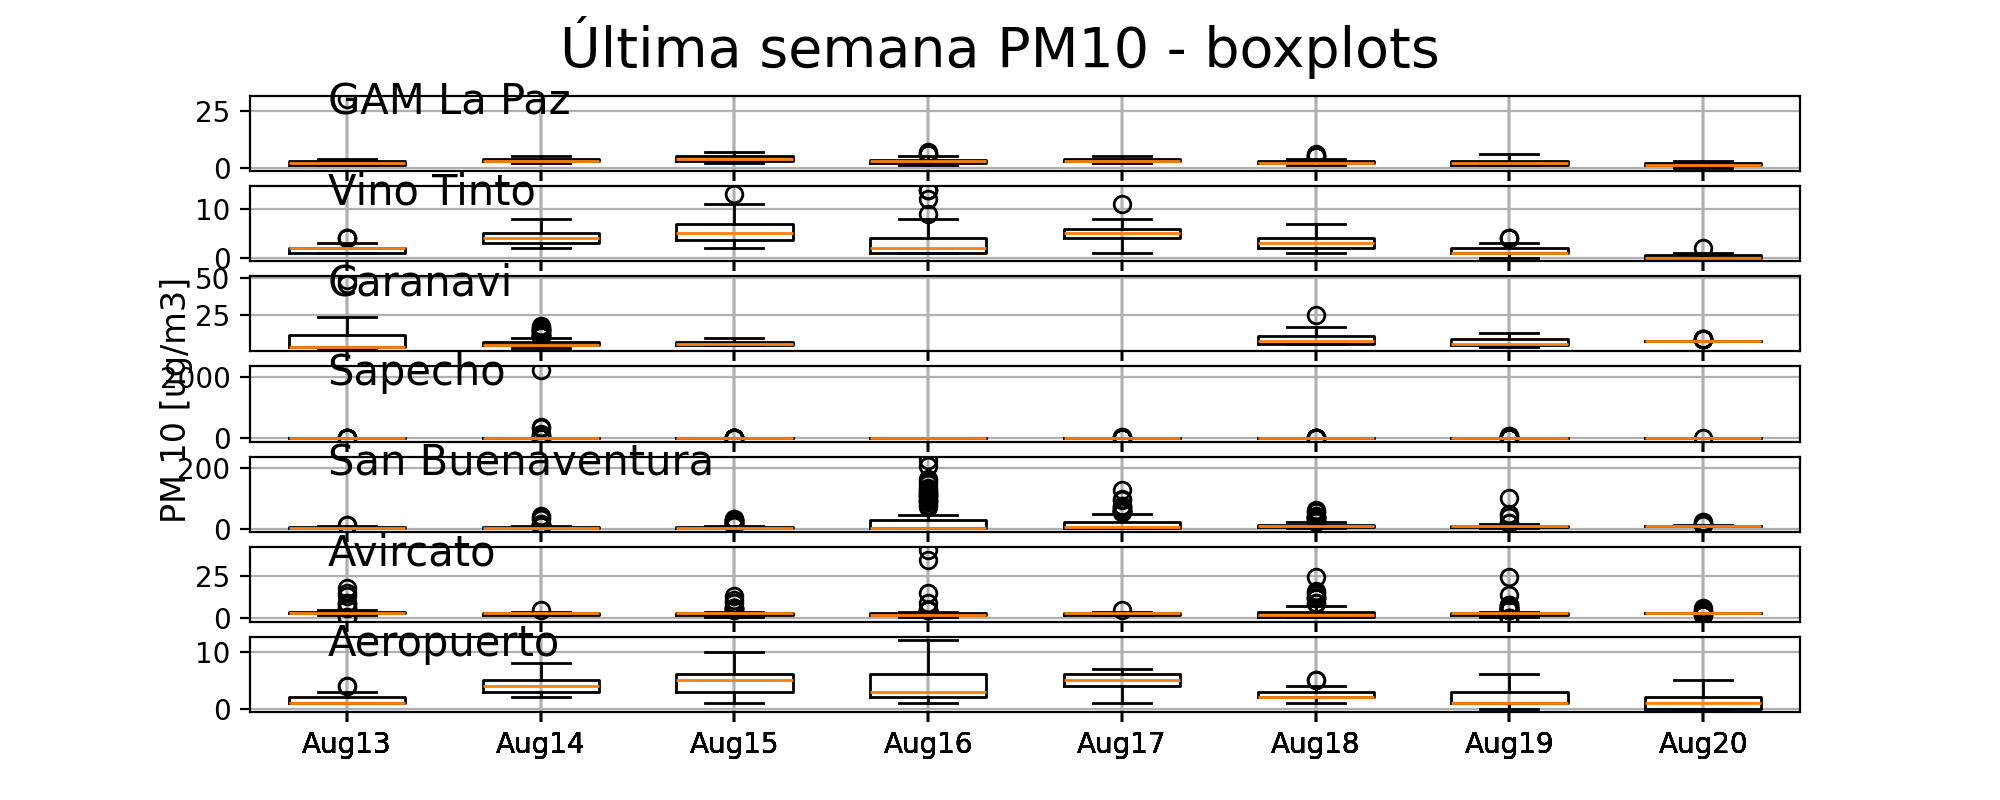 Última semana PM10 - boxplots
GAM La Paz
25
0
Vino Tinto
10
0
Caranavi
50
25
PM 10 [ug/m3]
Sapecho
2000
0
San Buenaventura
200
0
Avircato
25
0
Aeropuerto
10
0
Aug13 Aug14 Aug15 Aug16 Aug17 Aug18 Aug19 Aug20